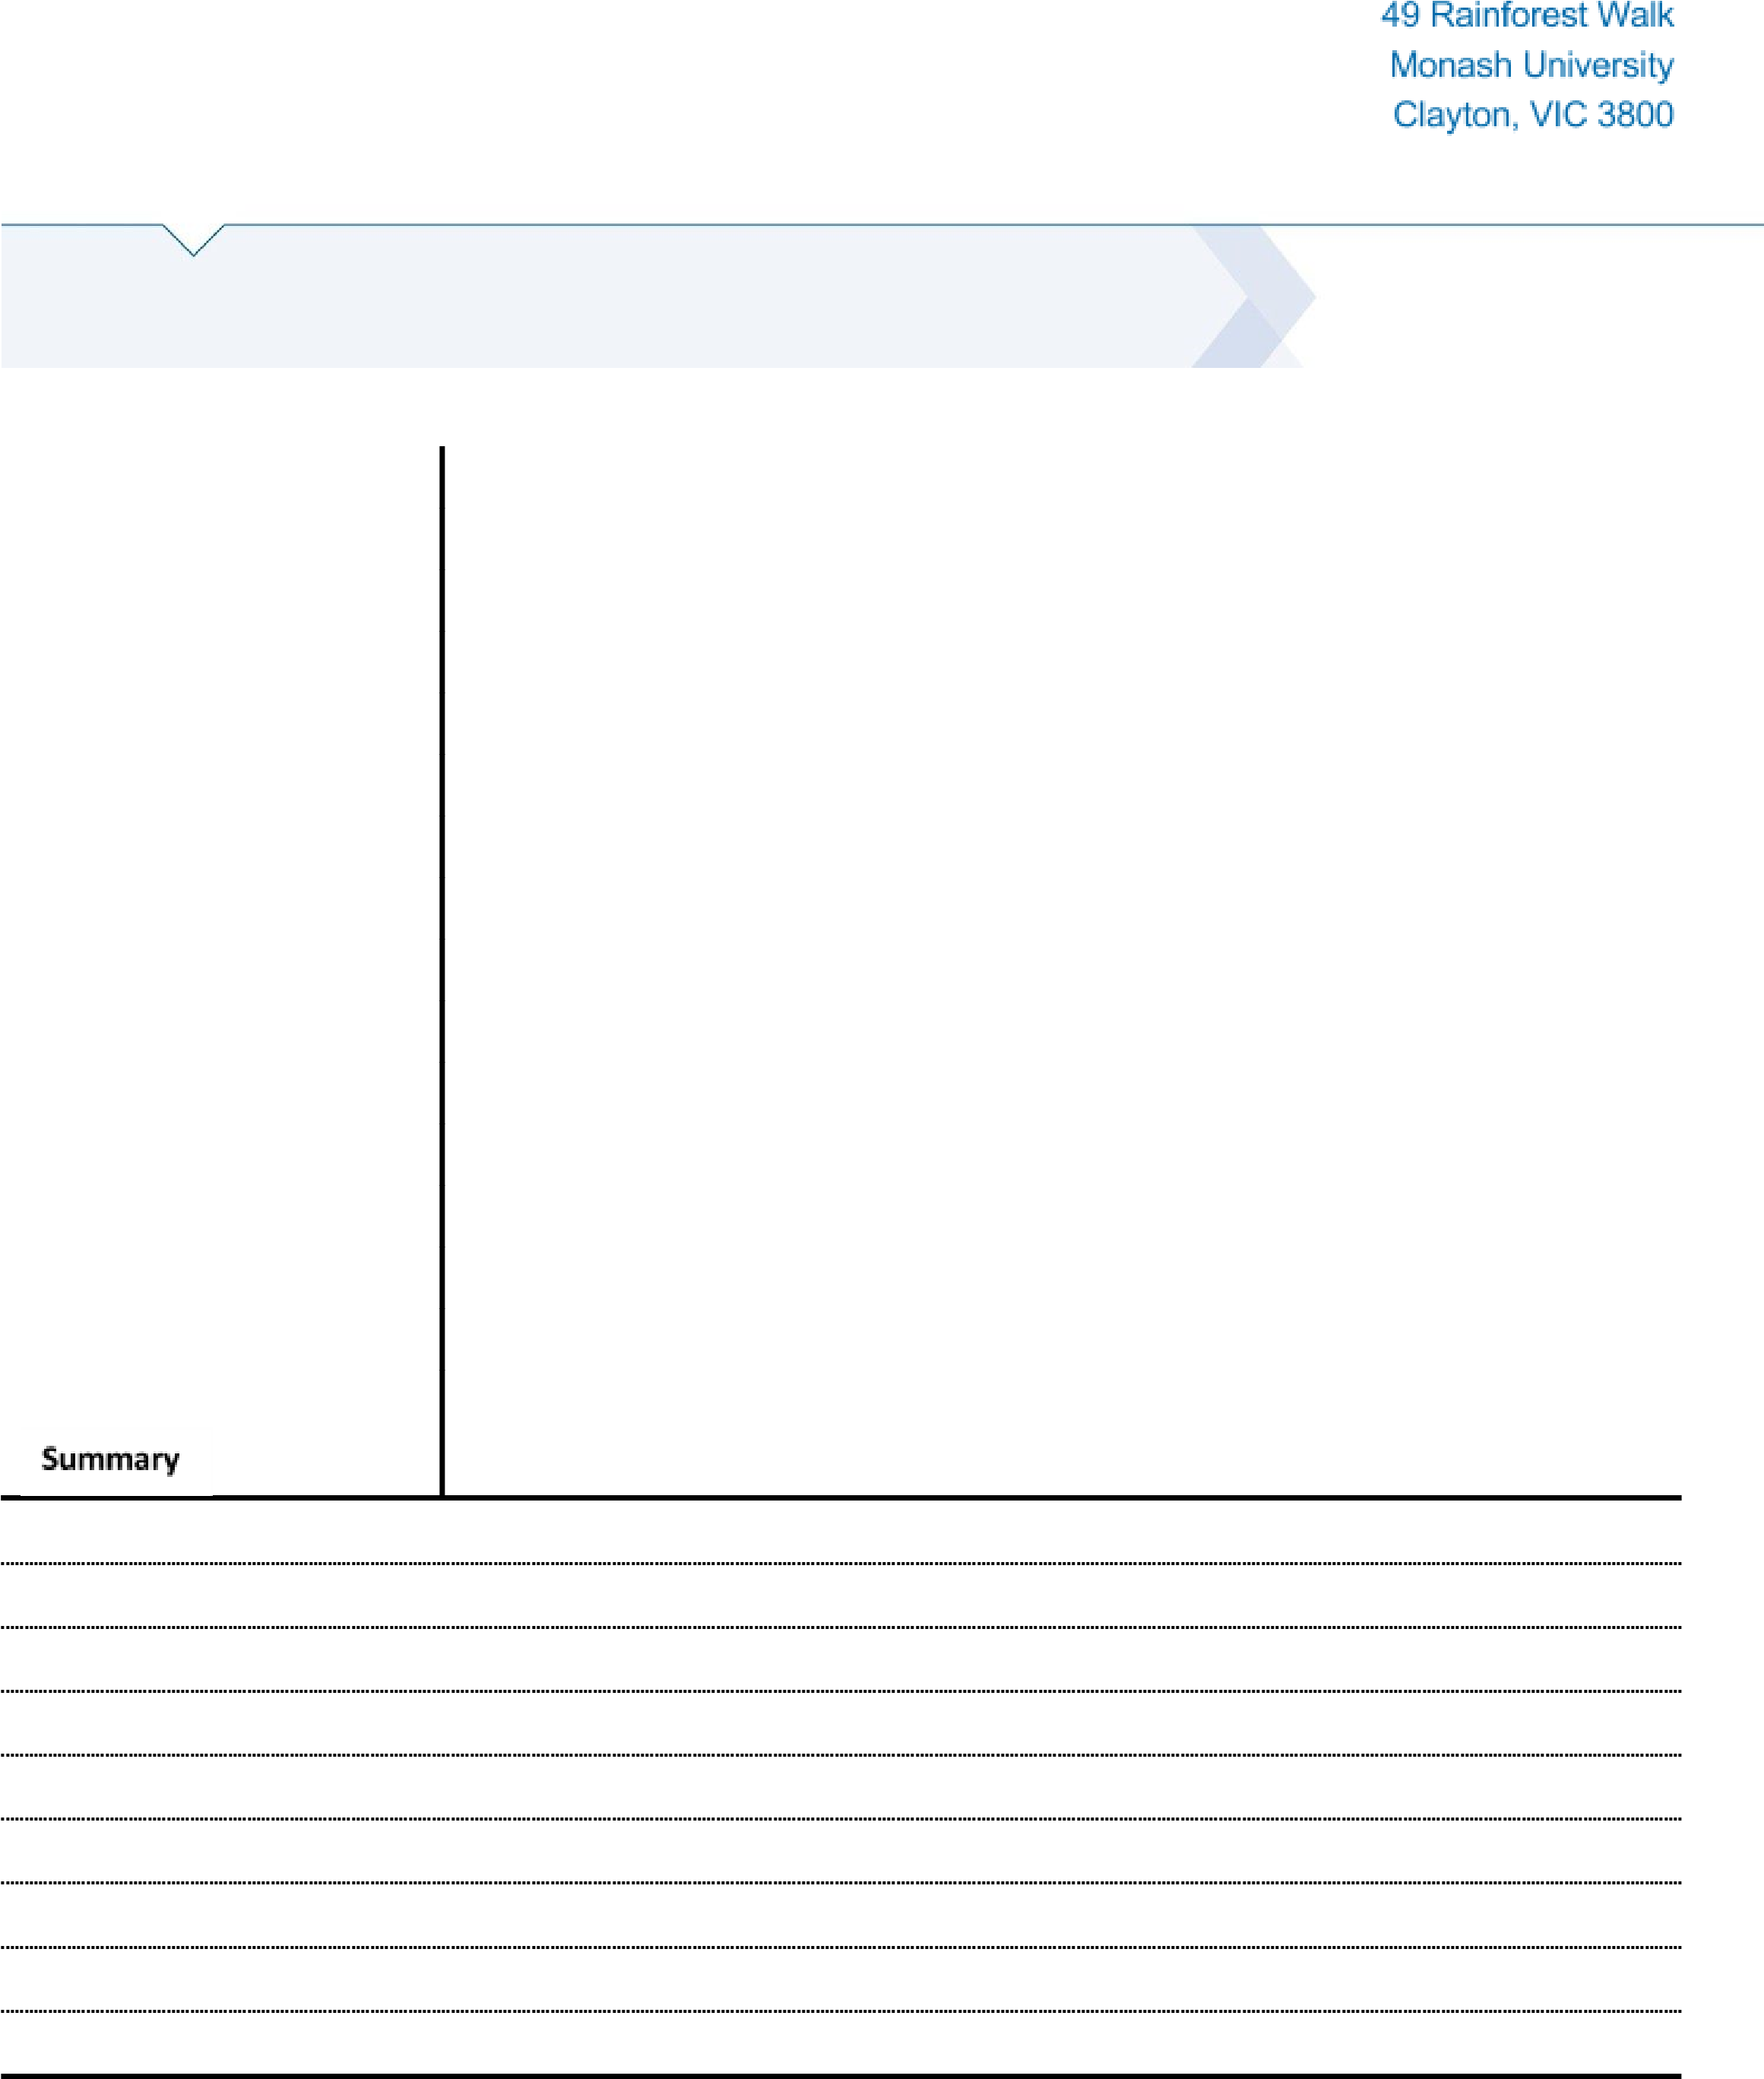 49 Rainforest Walk
Monash University
Clayton, VIC 3800
Summary